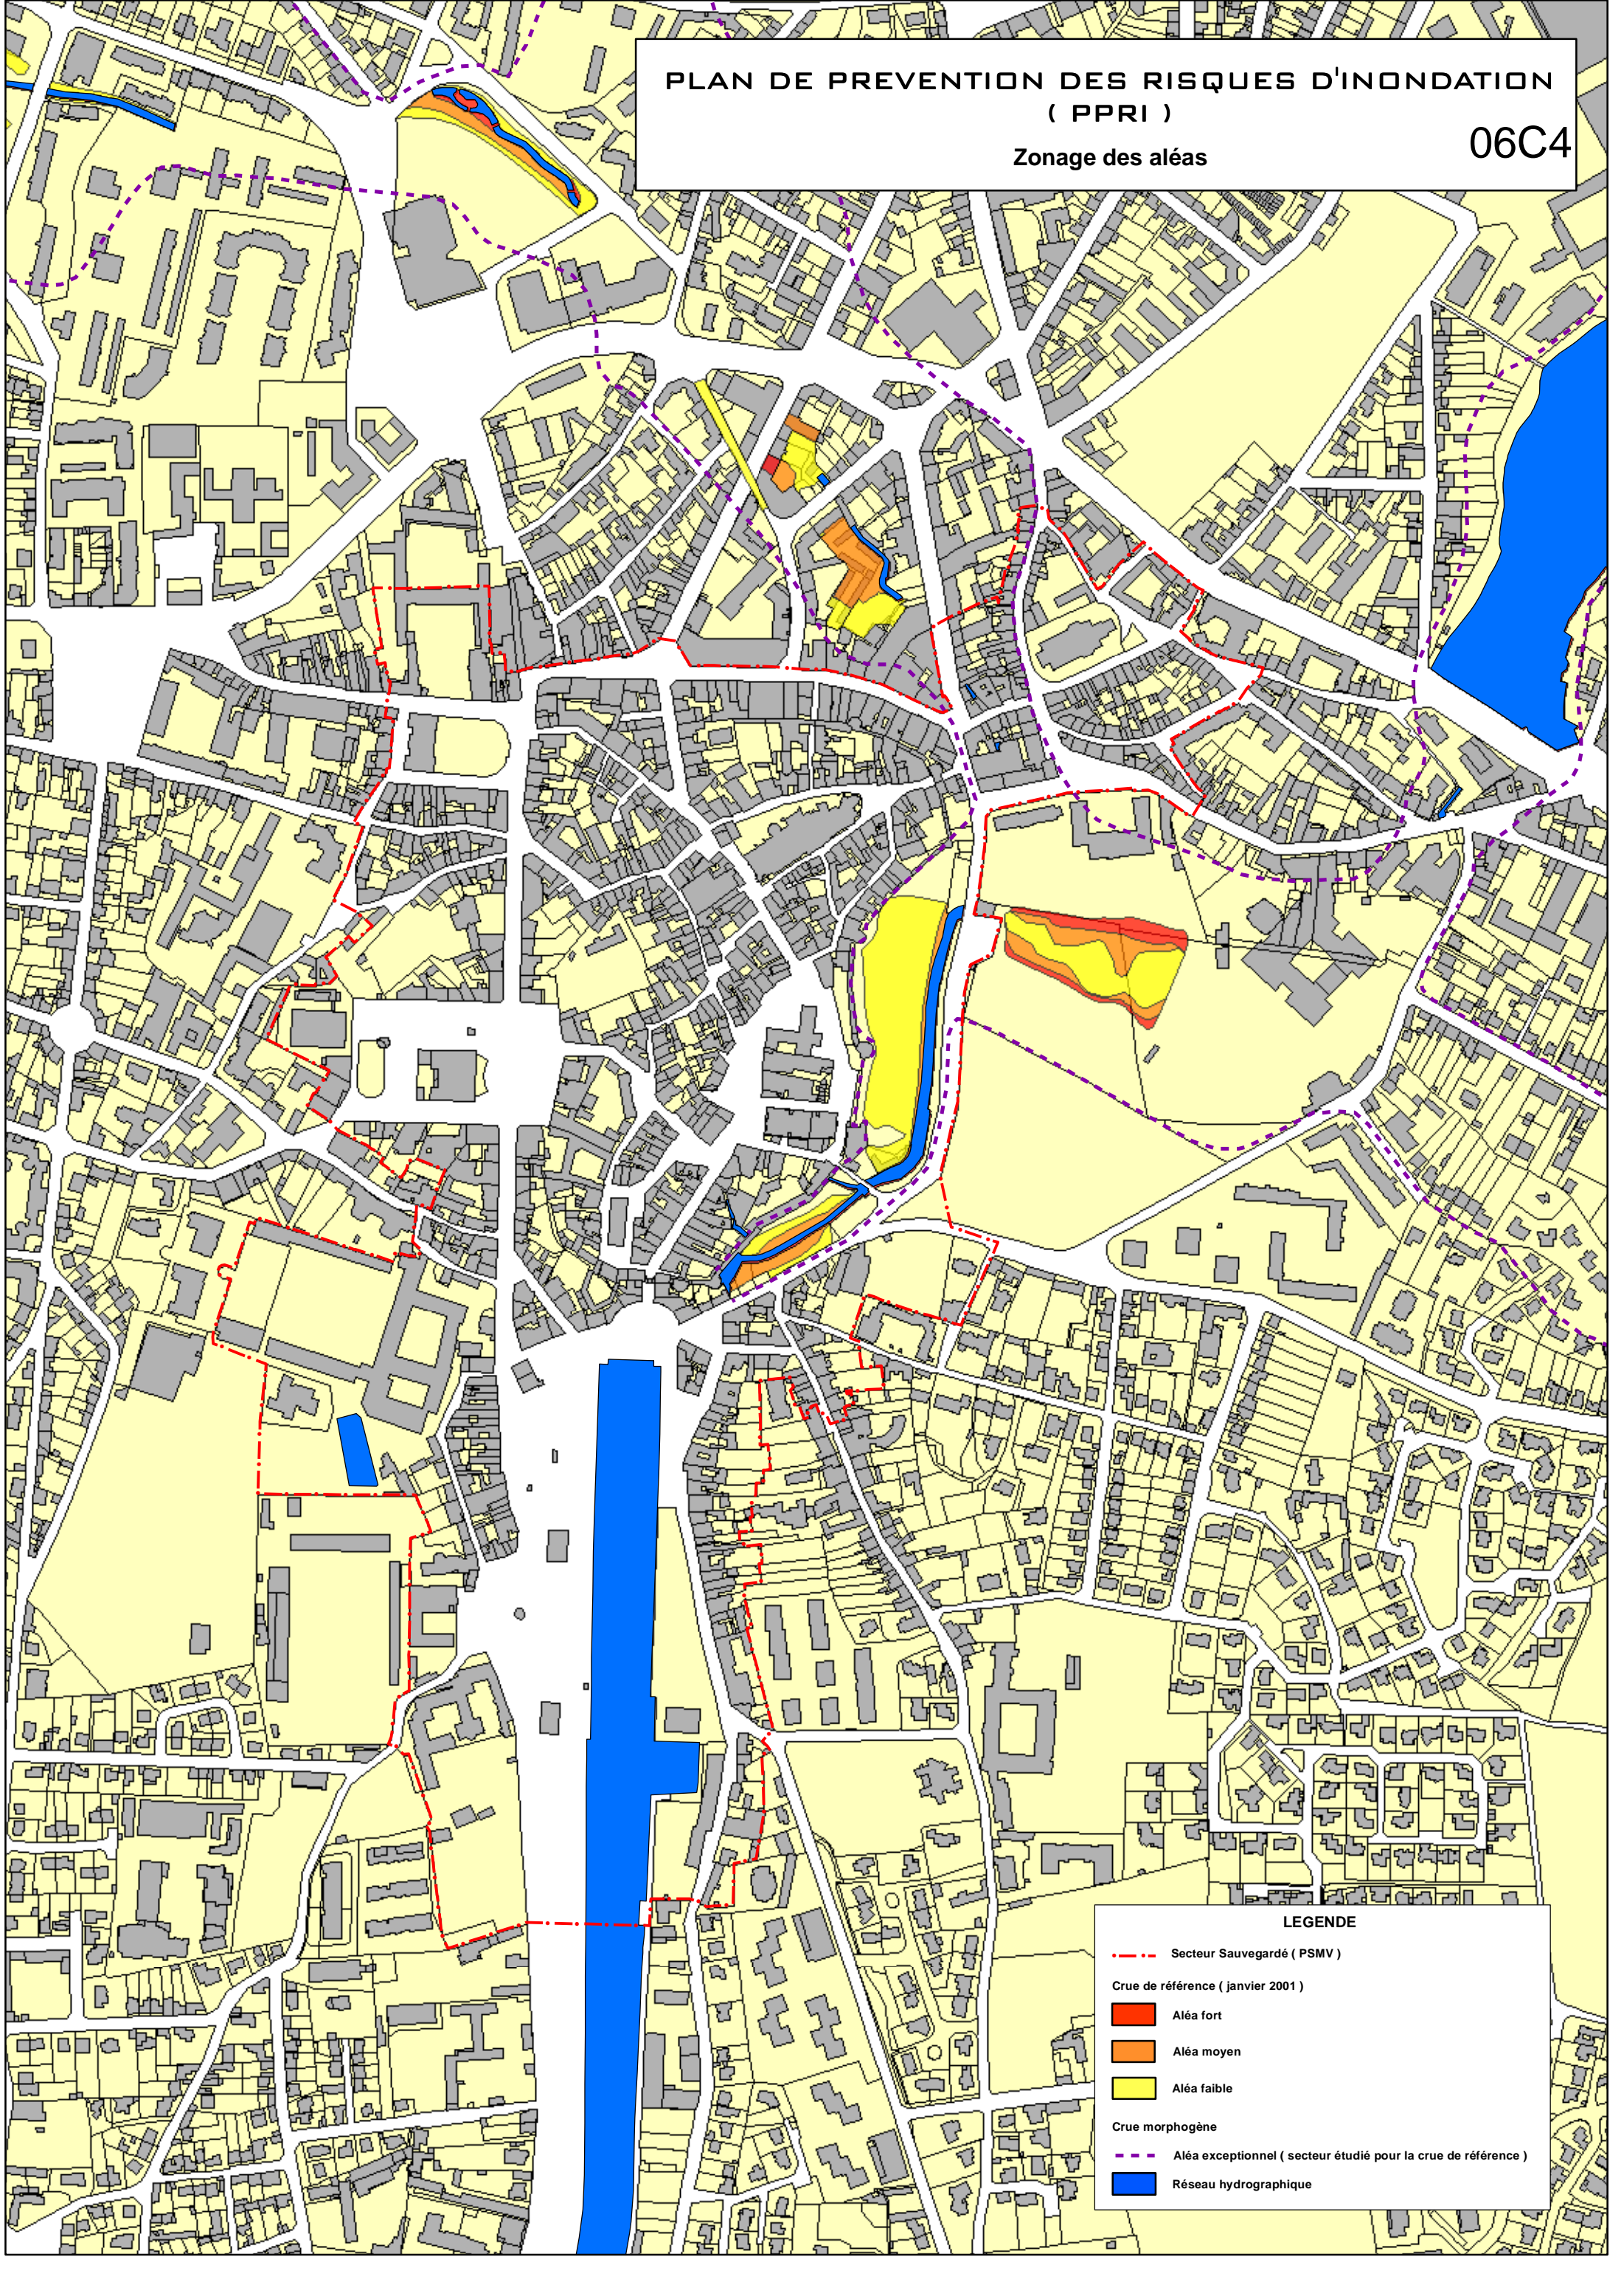 PLAN DE PREVENTION DES RISQUES D'INONDATION
( PPRI )
Zonage des aléas
06C4
LEGENDE
Secteur Sauvegardé ( PSMV )
Crue de référence ( janvier 2001 )
Aléa fort
Aléa moyen
Aléa faible
Crue morphogène
Aléa exceptionnel ( secteur étudié pour la crue de référence )
Réseau hydrographique